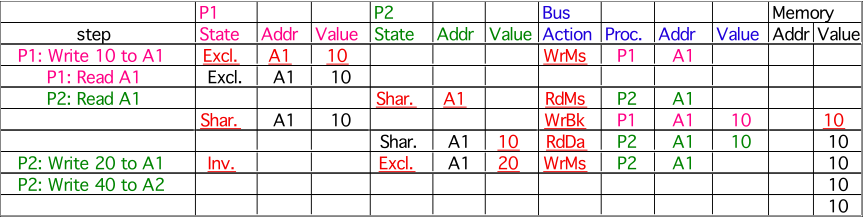 P1 P2 Bus Memory
step State Addr Value State Addr Value Action Proc. Addr Value Addr Value
P1: Write 10 to A1 Excl. A1 10 WrMs P1 A1
P1: Read A1 Excl. A1 10
P2: Read A1 Shar. A1 RdMs P2 A1
Shar. A1 10 WrBk P1 A1 10 10
Shar. A1 10 RdDa P2 A1 10 10
P2: Write 20 to A1 Inv. Excl. A1 20 WrMs P2 A1 10
P2: Write 40 to A2 10
10